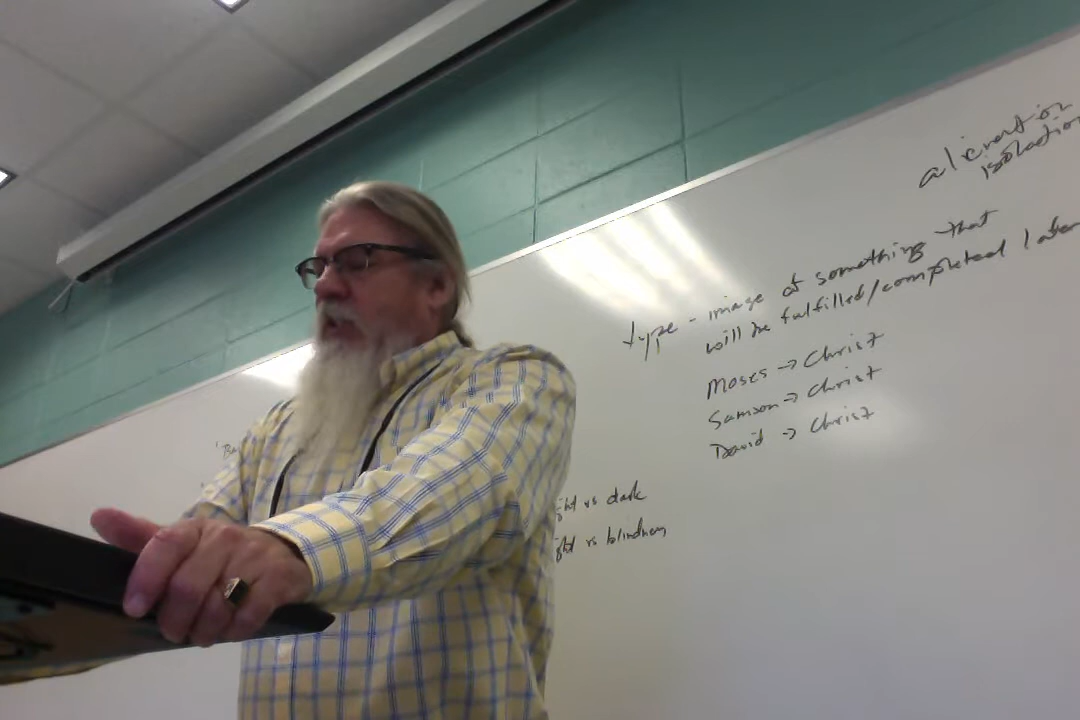 alienation
isolation
type - image of something that
will be fulfilled/completed later
Moses → Christ
Samson → Christ
David → Christ
vs dark
vs blindness